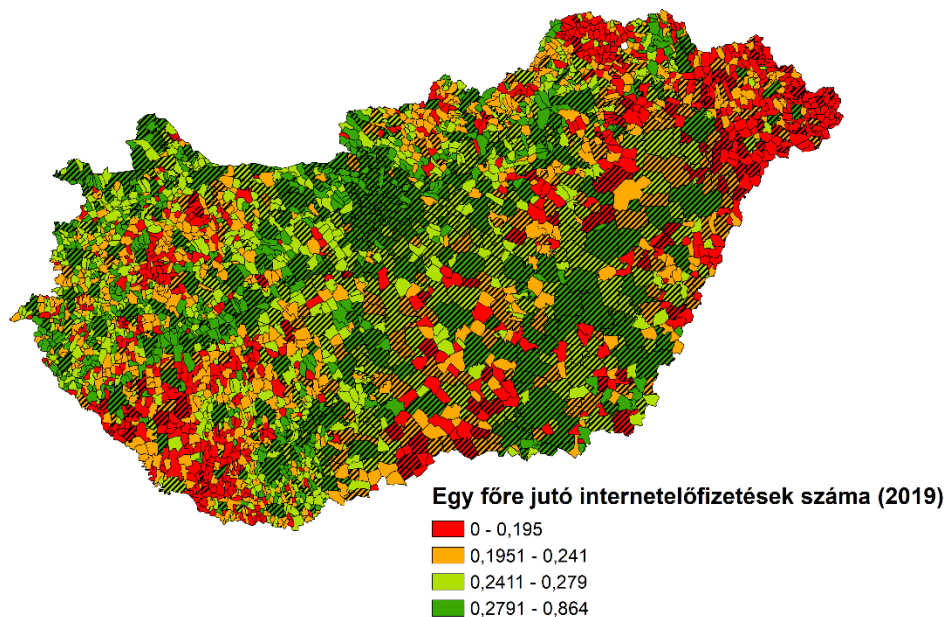 Egy főre jutó internetelőfizetések száma (2019)
0 - 0,195
0,1951 - 0,241
0,2411 - 0,279
0,2791 - 0,864